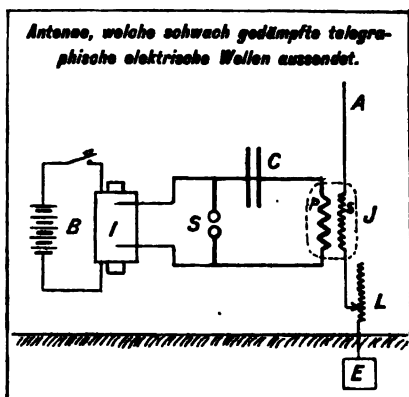 Antenne, welche schwach gedämpfte telegra-
phische elektrische Wellen aussendet.
A
C
B
I
S
p
s
J
L
E